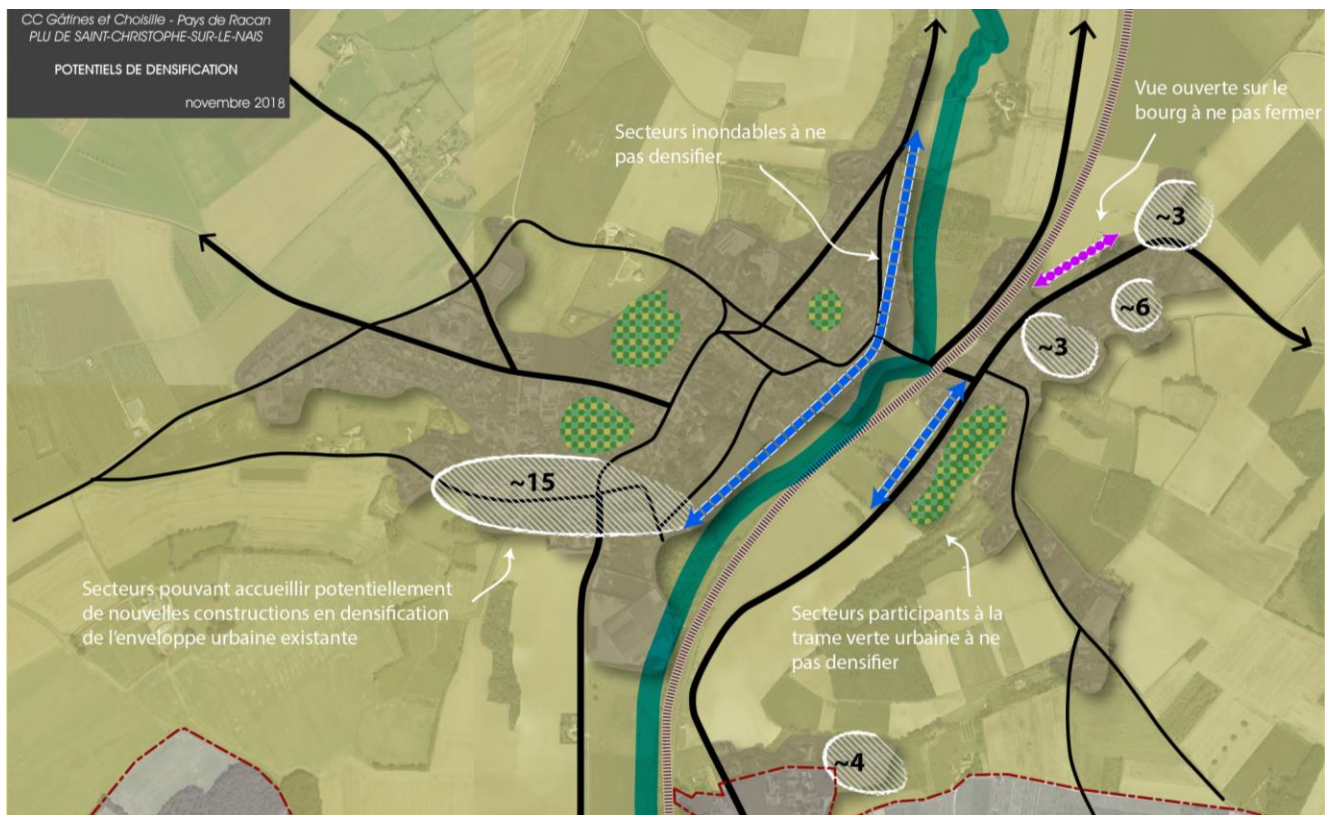 CC Gâtines et Choisille - Pays de Racan
PLU DE SAINT-CHRISTOPHE-SUR-LE-NAIS
POTENTIELS DE DENSIFICATION
novembre 2018
Vue ouverte sur le
bourg à ne pas fermer
Secteurs inondables à ne
pas densifier
~3
~6
~3
~15
Secteurs pouvant accueillir potentiellement
de nouvelles constructions en densification
de l'enveloppe urbaine existante
Secteurs participants à la
trame verte urbaine à ne
pas densifier
~4